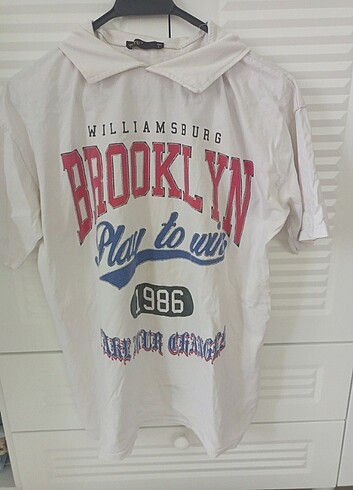 WILLIAMSBURG
BROOKLYN
Play to win
1986